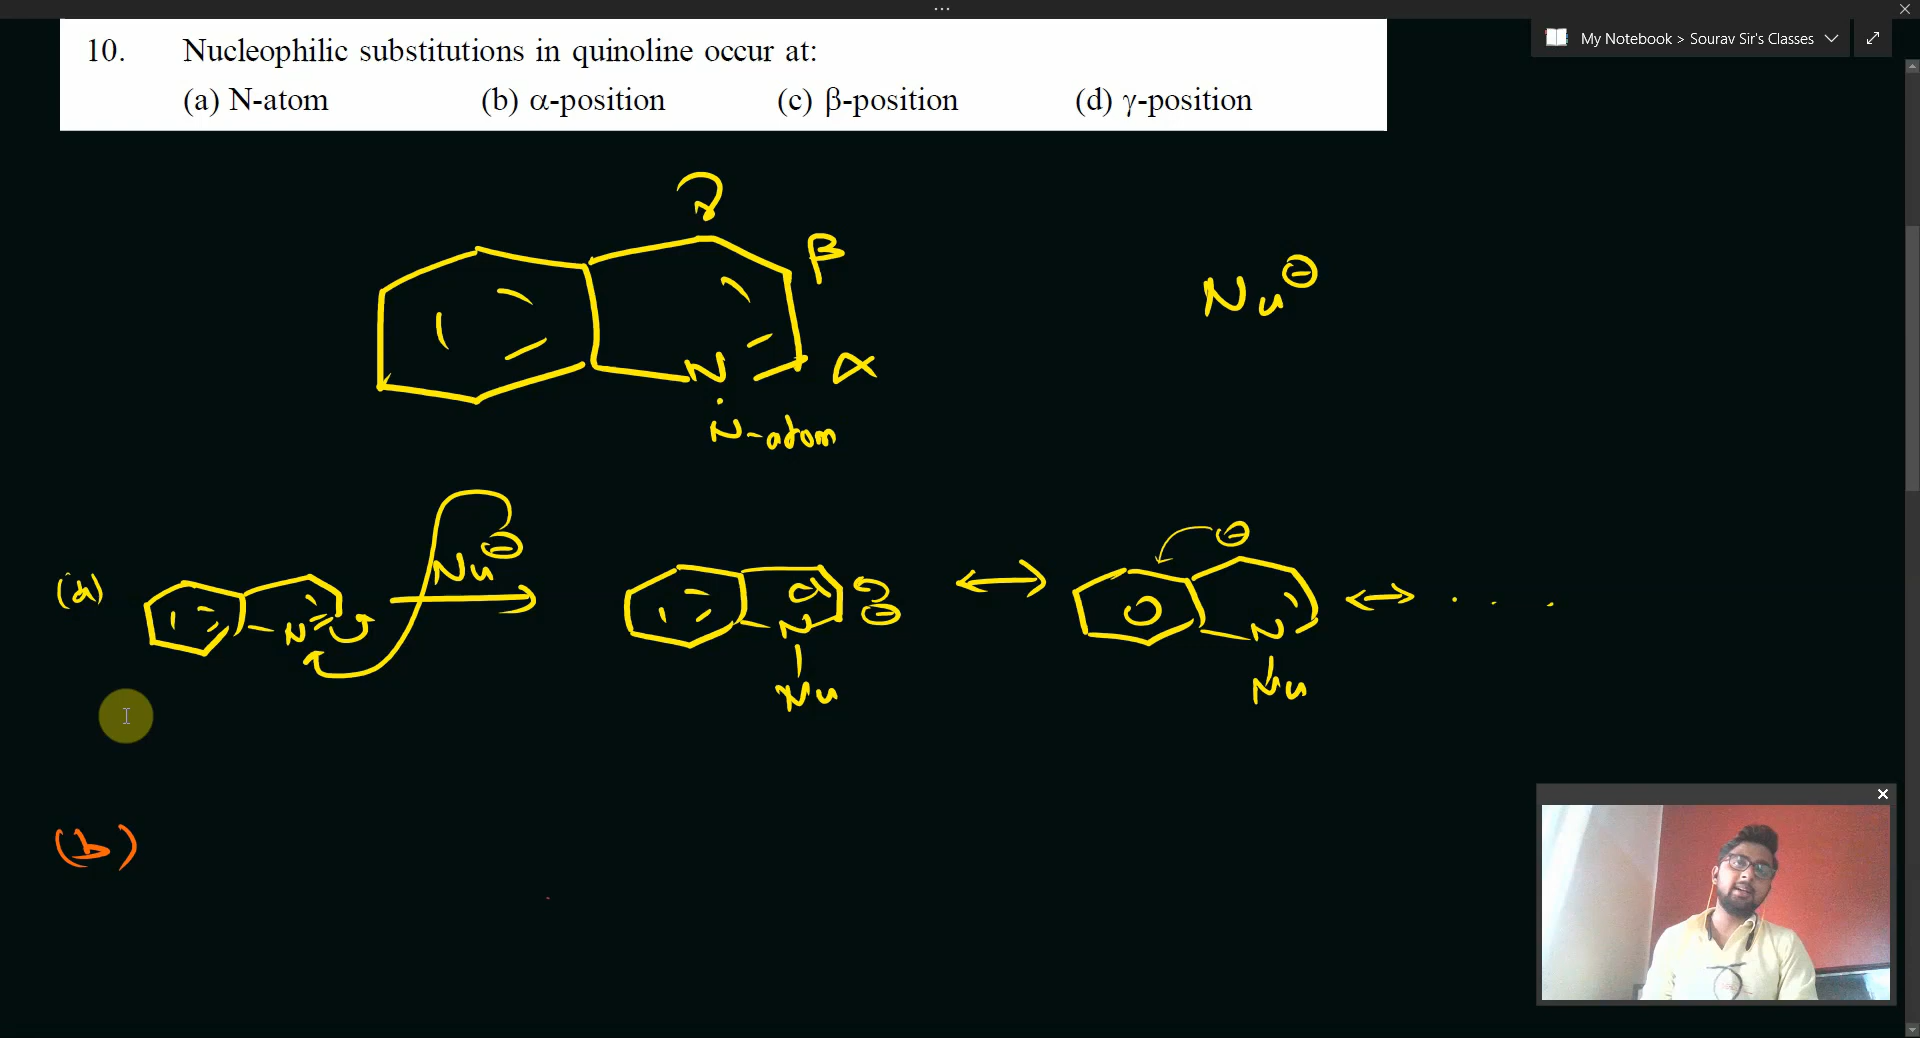 My Notebook > Sourav Sir's Classes
10. Nucleophilic substitutions in quinoline occur at:
(a) N-atom (b) α-position (c) β-position (d) γ-position
γ
β
Nu⊖
N α
N-atom
(a) N Nu⊖ N ⊖ ⊖ N
Nu Nu
(b)